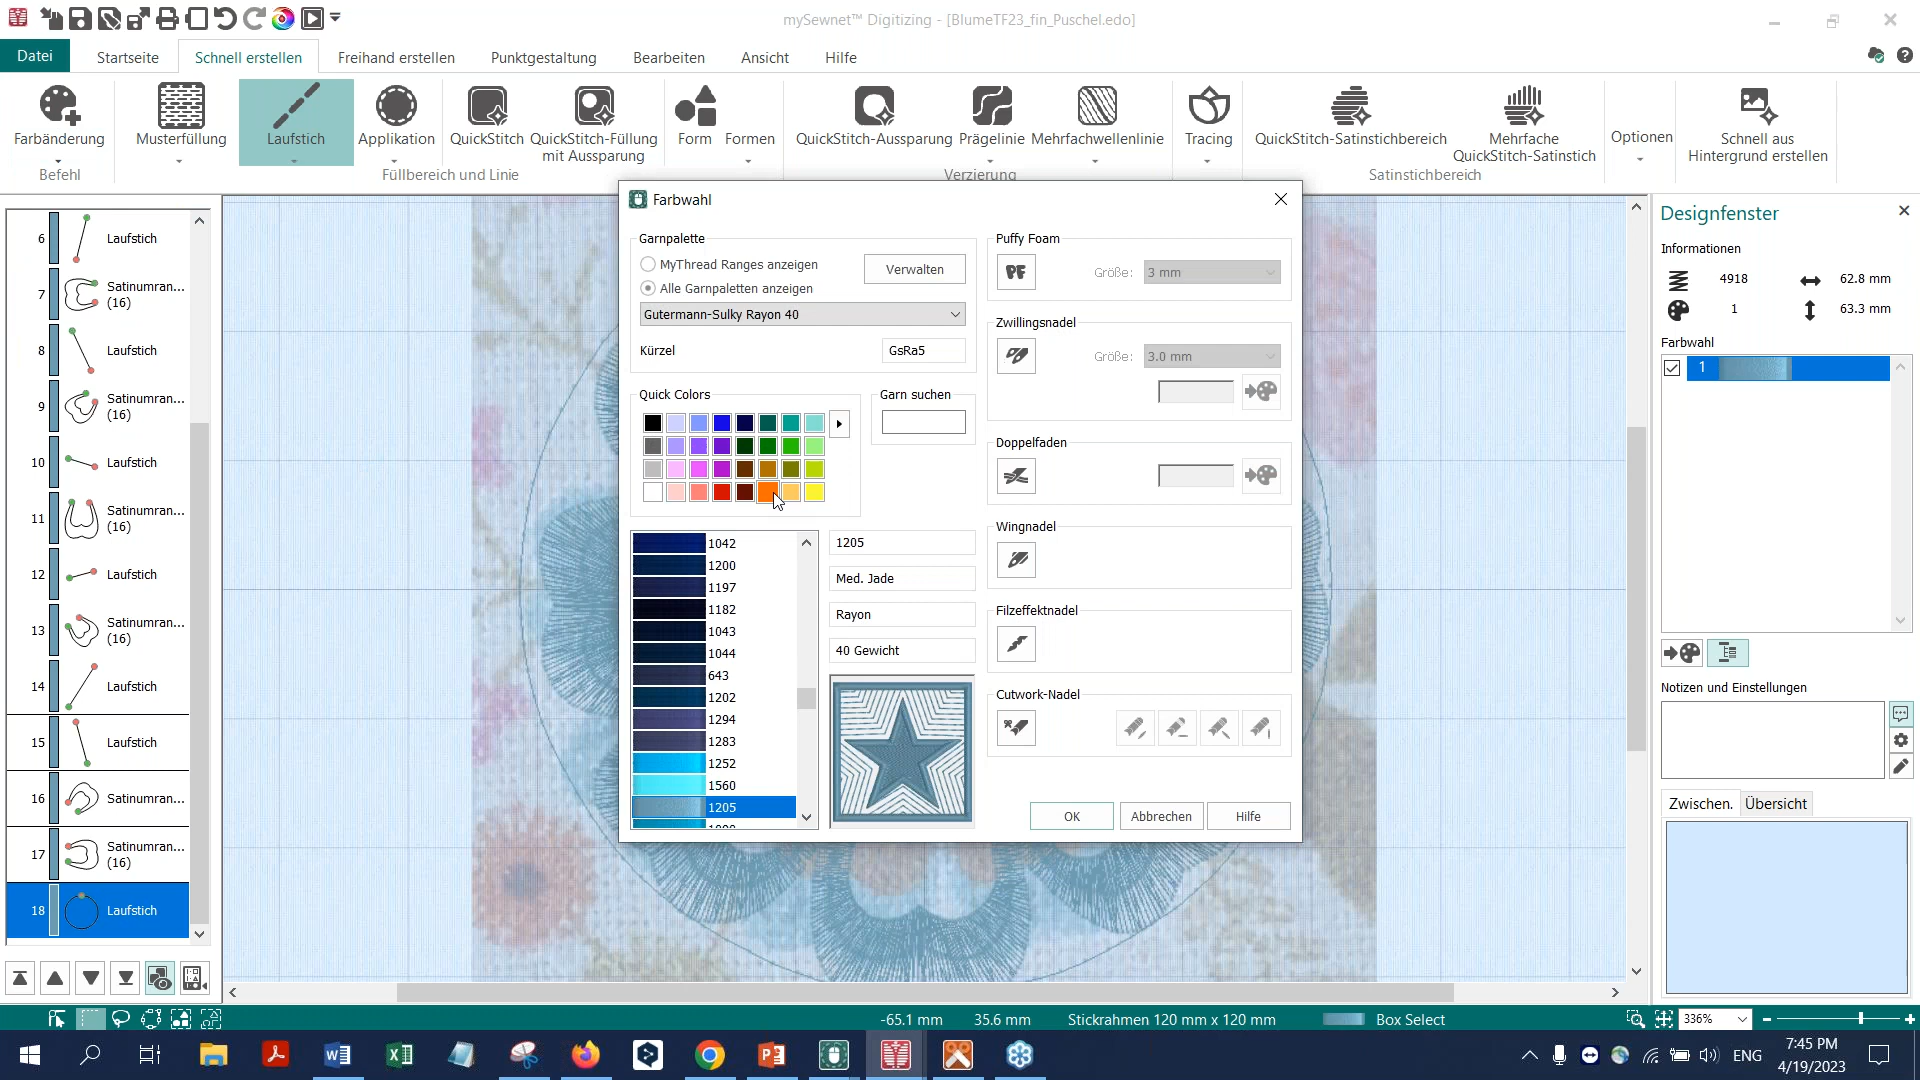 mySewnet™ Digitizing - [BlumeTF23_fin_Puschel.edo]
Datei Startseite Schnell erstellen Freihand erstellen Punktgestaltung Bearbeiten Ansicht Hilfe
Farbänderung Musterfüllung Laufstich Applikation QuickStitch QuickStitch-Füllung mit Aussparung Form Formen QuickStitch-Aussparung Prägelinie Mehrfachwellenlinie Tracing QuickStitch-Satinstichbereich Mehrfache QuickStitch-Satinstich Optionen Schnell aus Hintergrund erstellen
Befehl Füllbereich und Linie Verzierung Satinstichbereich
6 Laufstich
7 Satinumran... (16)
8 Laufstich
9 Satinumran... (16)
10 Laufstich
11 Satinumran... (16)
12 Laufstich
13 Satinumran... (16)
14 Laufstich
15 Laufstich
16 Satinumran...
17 Satinumran... (16)
18 Laufstich
Farbwahl
Garnpalette
MyThread Ranges anzeigen
Verwalten
Alle Garnpaletten anzeigen
Gutermann-Sulky Rayon 40
Kürzel GsRa5
Quick Colors
Garn suchen
1042
1200
1197
1182
1043
1044
643
1202
1294
1283
1252
1560
1205
1205
Med. Jade
Rayon
40 Gewicht
Puffy Foam
PF Größe: 3 mm
Zwillingsnadel
Größe: 3.0 mm
Doppelfaden
Wingnadel
Filzeffektnadel
Cutwork-Nadel
OK Abbrechen Hilfe
Designfenster
Informationen
4918 62.8 mm
1 63.3 mm
Farbwahl
1
Notizen und Einstellungen
Zwischen. Übersicht
-65.1 mm 35.6 mm Stickrahmen 120 mm x 120 mm Box Select 336%
ENG
7:45 PM
4/19/2023